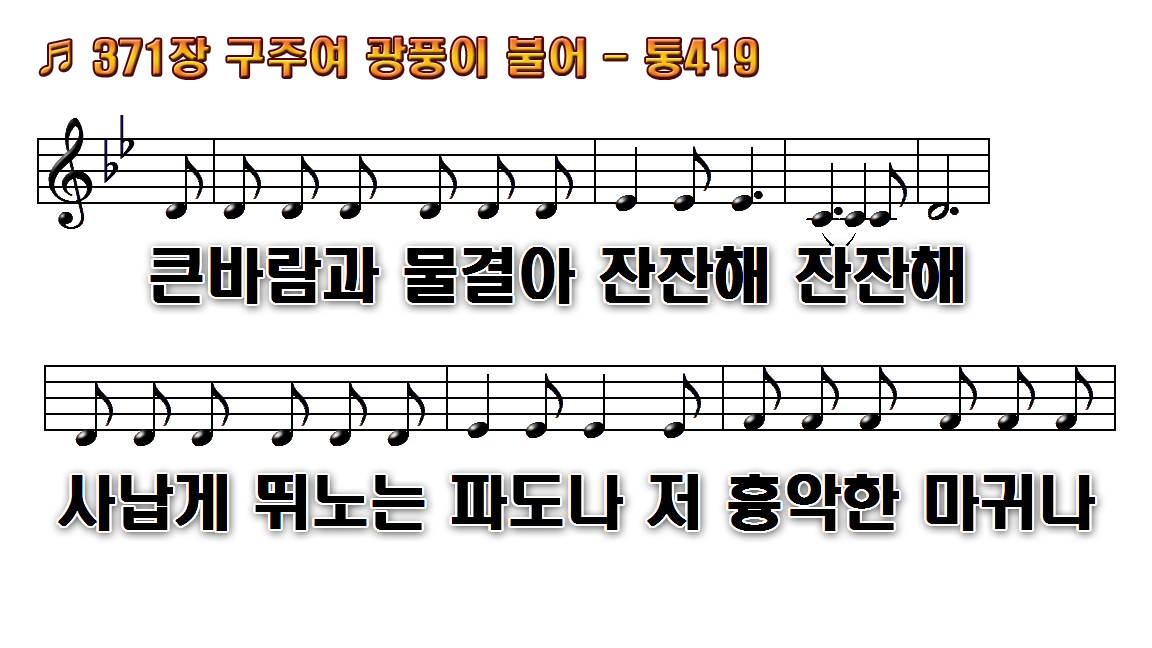 ♬ 371장 구주여 광풍이 불어 - 통419
큰바람과 물결아 잔잔해 잔잔해
사납게 뛰노는 파도나 저 흉악한 마귀나